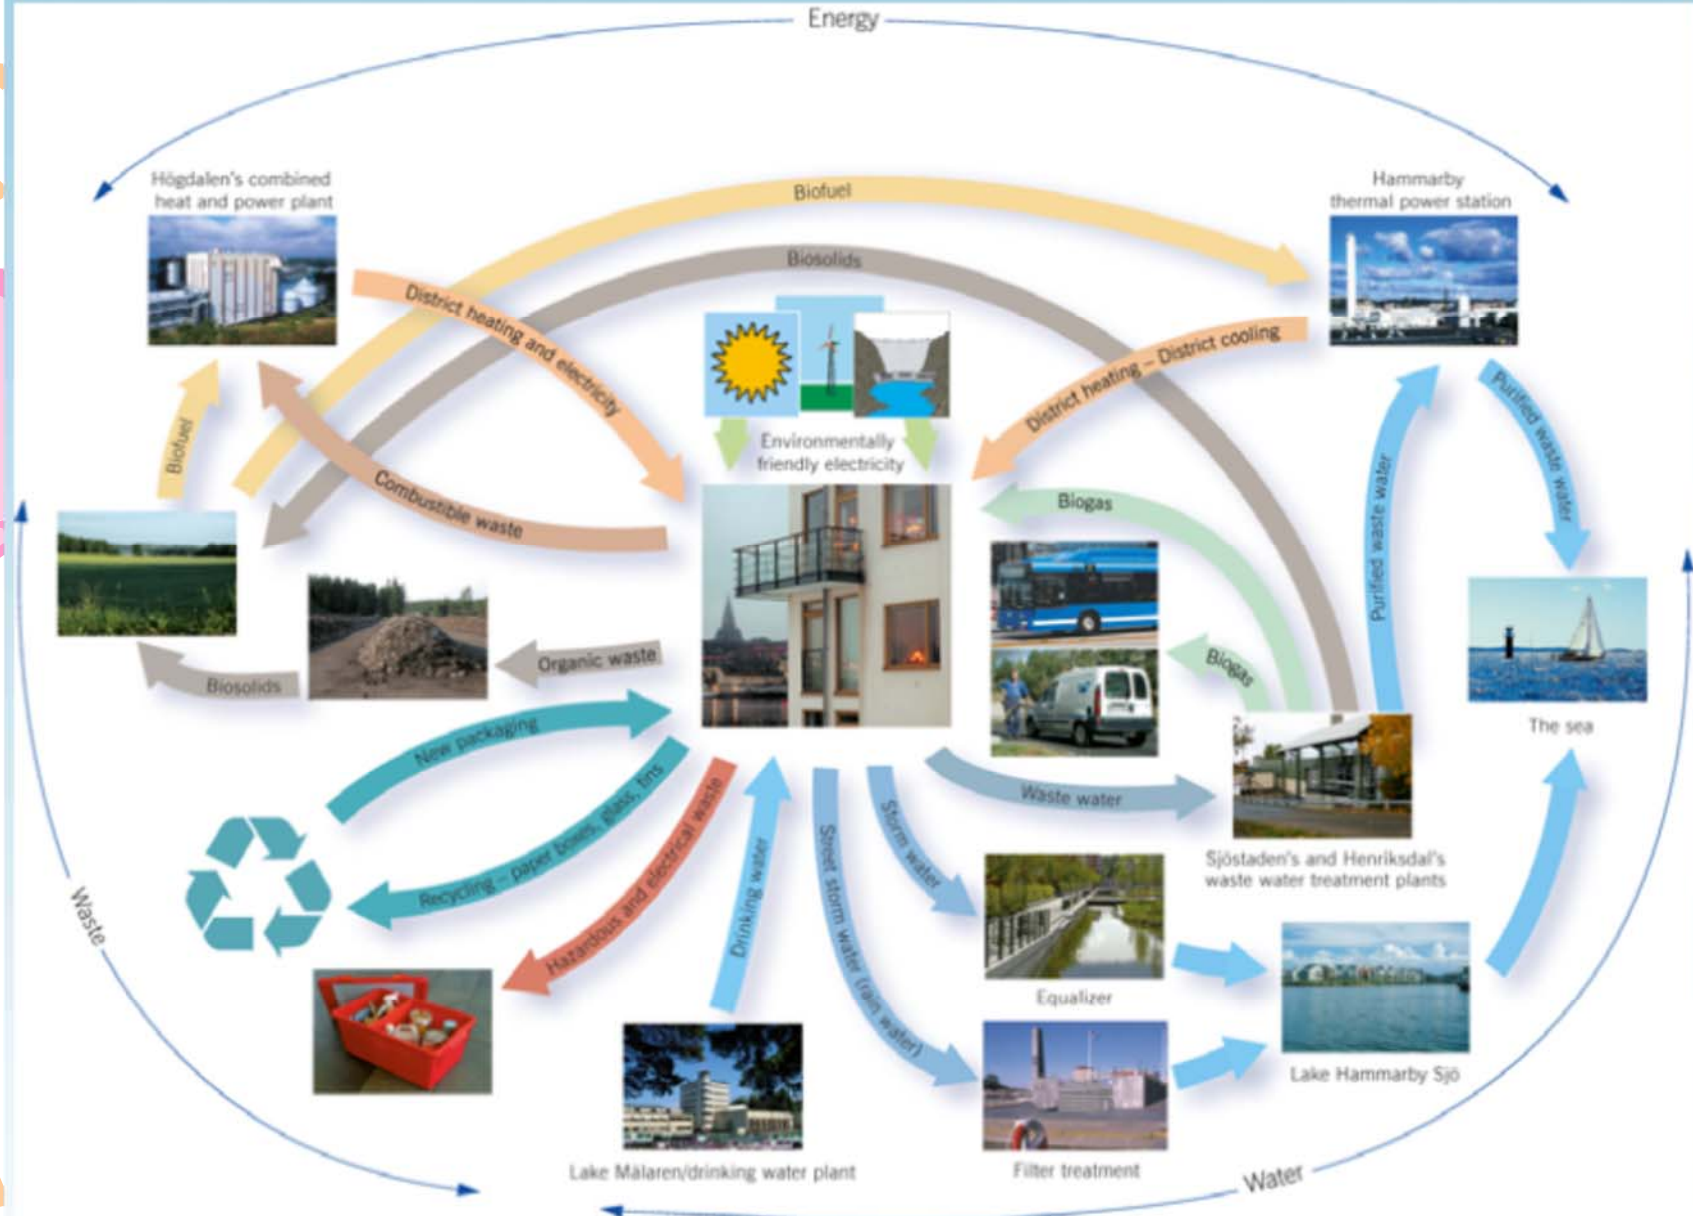 Energy
Högdalen's combined
heat and power plant
Hammarby
thermal power station
Biofuel
Biosolids
District heating and electricity
District heating – District cooling
Environmentally
friendly electricity
Biofuel
Combustible waste
Biogas
Purified waste water
Purified waste water
Organic waste
Biosolids
Biogas
New packaging
The sea
Recycling – paper boxes, glass, tins
Hazardous and electrical waste
Drinking water
Street storm water (rain water)
Storm water
Waste water
Sjöstaden's and Henriksdal's
waste water treatment plants
Waste
Equalizer
Lake Hammarby Sjö
Lake Mälaren/drinking water plant
Filter treatment
Water